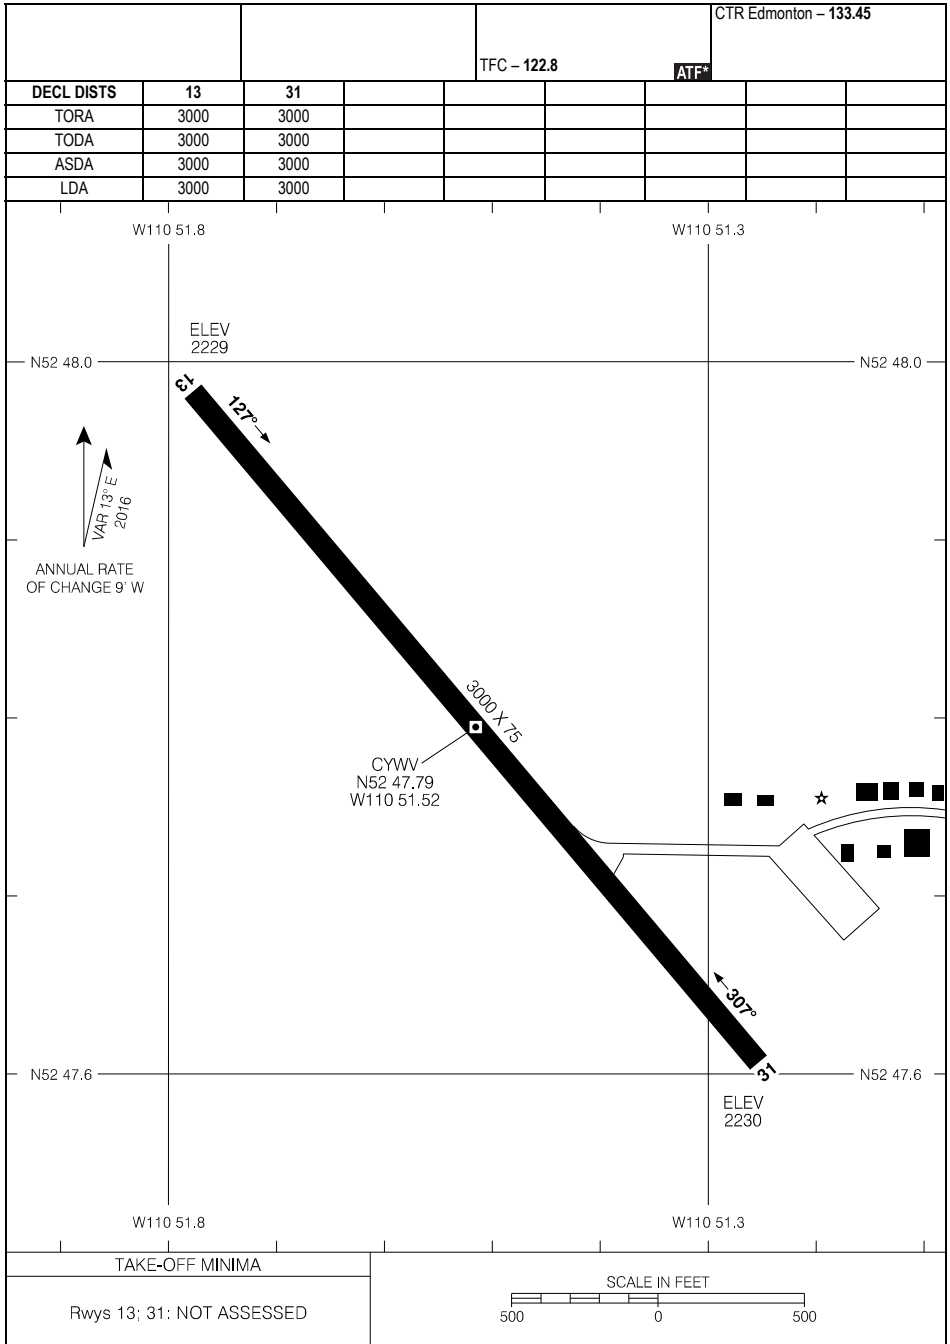 CTR Edmonton – 133.45
TFC – 122.8
ATF*
DECL DISTS 13 31
TORA 3000 3000
TODA 3000 3000
ASDA 3000 3000
LDA 3000 3000
W110 51.8 W110 51.3
ELEV
2229
N52 48.0 N52 48.0
13
127°
VAR 13° E
2016
ANNUAL RATE
OF CHANGE 9' W
3000 X 75
CYWV
N52 47.79
W110 51.52
307°
31
N52 47.6 N52 47.6
ELEV
2230
W110 51.8 W110 51.3
TAKE-OFF MINIMA
Rwys 13; 31: NOT ASSESSED
SCALE IN FEET
500 0 500